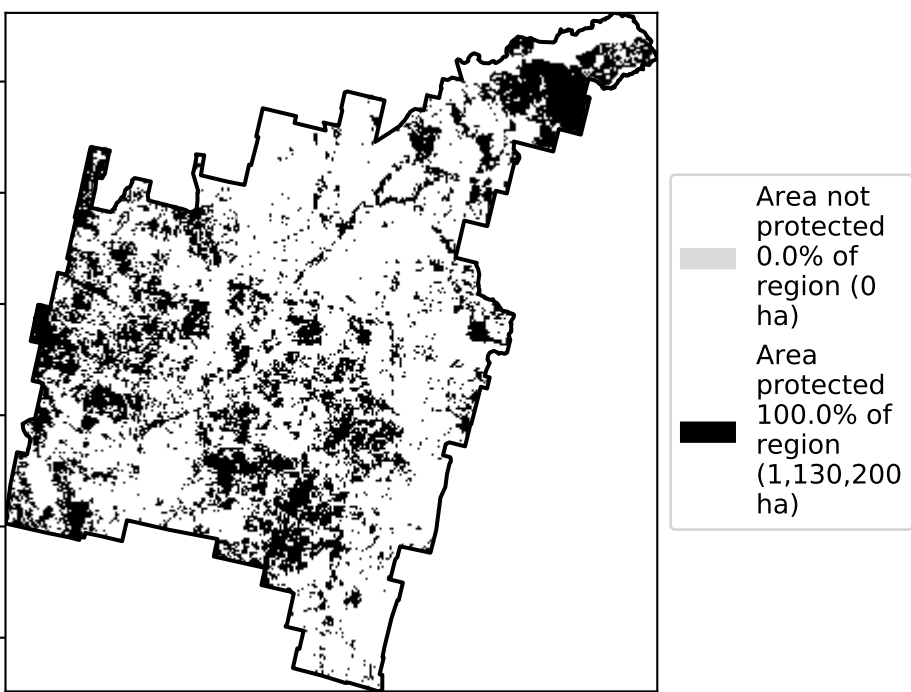 Area not
protected
0.0% of
region (0
ha)
Area
protected
100.0% of
region
(1,130,200
ha)